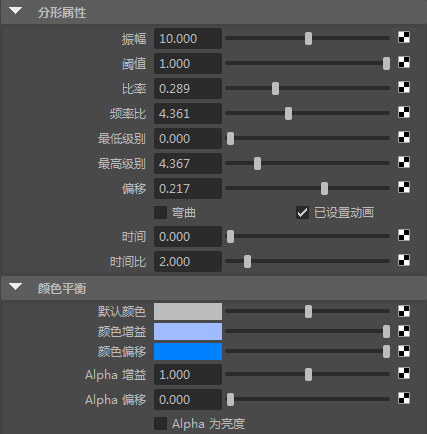 分形属性
振幅 10.000
阈值 1.000
比率 0.289
频率比 4.361
最低级别 0.000
最高级别 4.367
偏移 0.217
弯曲 已设置动画
时间 0.000
时间比 2.000
颜色平衡
默认颜色
颜色增益
颜色偏移
Alpha 增益 1.000
Alpha 偏移 0.000
Alpha 为亮度